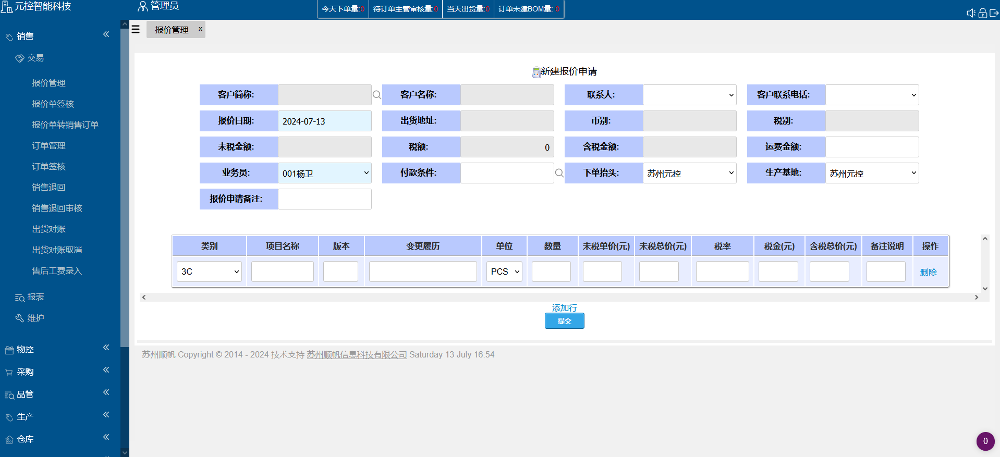 元控智能科技
管理员
今天下单量:0 待订单主管审核量:0 当天出货量:0 订单未建BOM量: 0
销售
交易
报价管理
报价单签核
报价单转销售订单
订单管理
订单签核
销售退回
销售退回审核
出货对账
出货对账取消
售后工费录入
报表
维护
物控
采购
品管
生产
仓库
报价管理 x
新建报价申请
客户简称: 客户名称: 联系人: 客户联系电话:
报价日期: 2024-07-13 出货地址: 币别: 税别:
未税金额: 税额: 0 含税金额: 运费金额:
业务员: 001杨卫 付款条件: 下单抬头: 苏州元控 生产基地: 苏州元控
报价申请备注:
类别 项目名称 版本 变更履历 单位 数量 未税单价(元) 未税总价(元) 税率 税金(元) 含税总价(元) 备注说明 操作
3C PCS 删除
添加行
提交
苏州顺帆 Copyright © 2014 - 2024 技术支持 苏州顺帆信息科技有限公司 Saturday 13 July 16:54
0